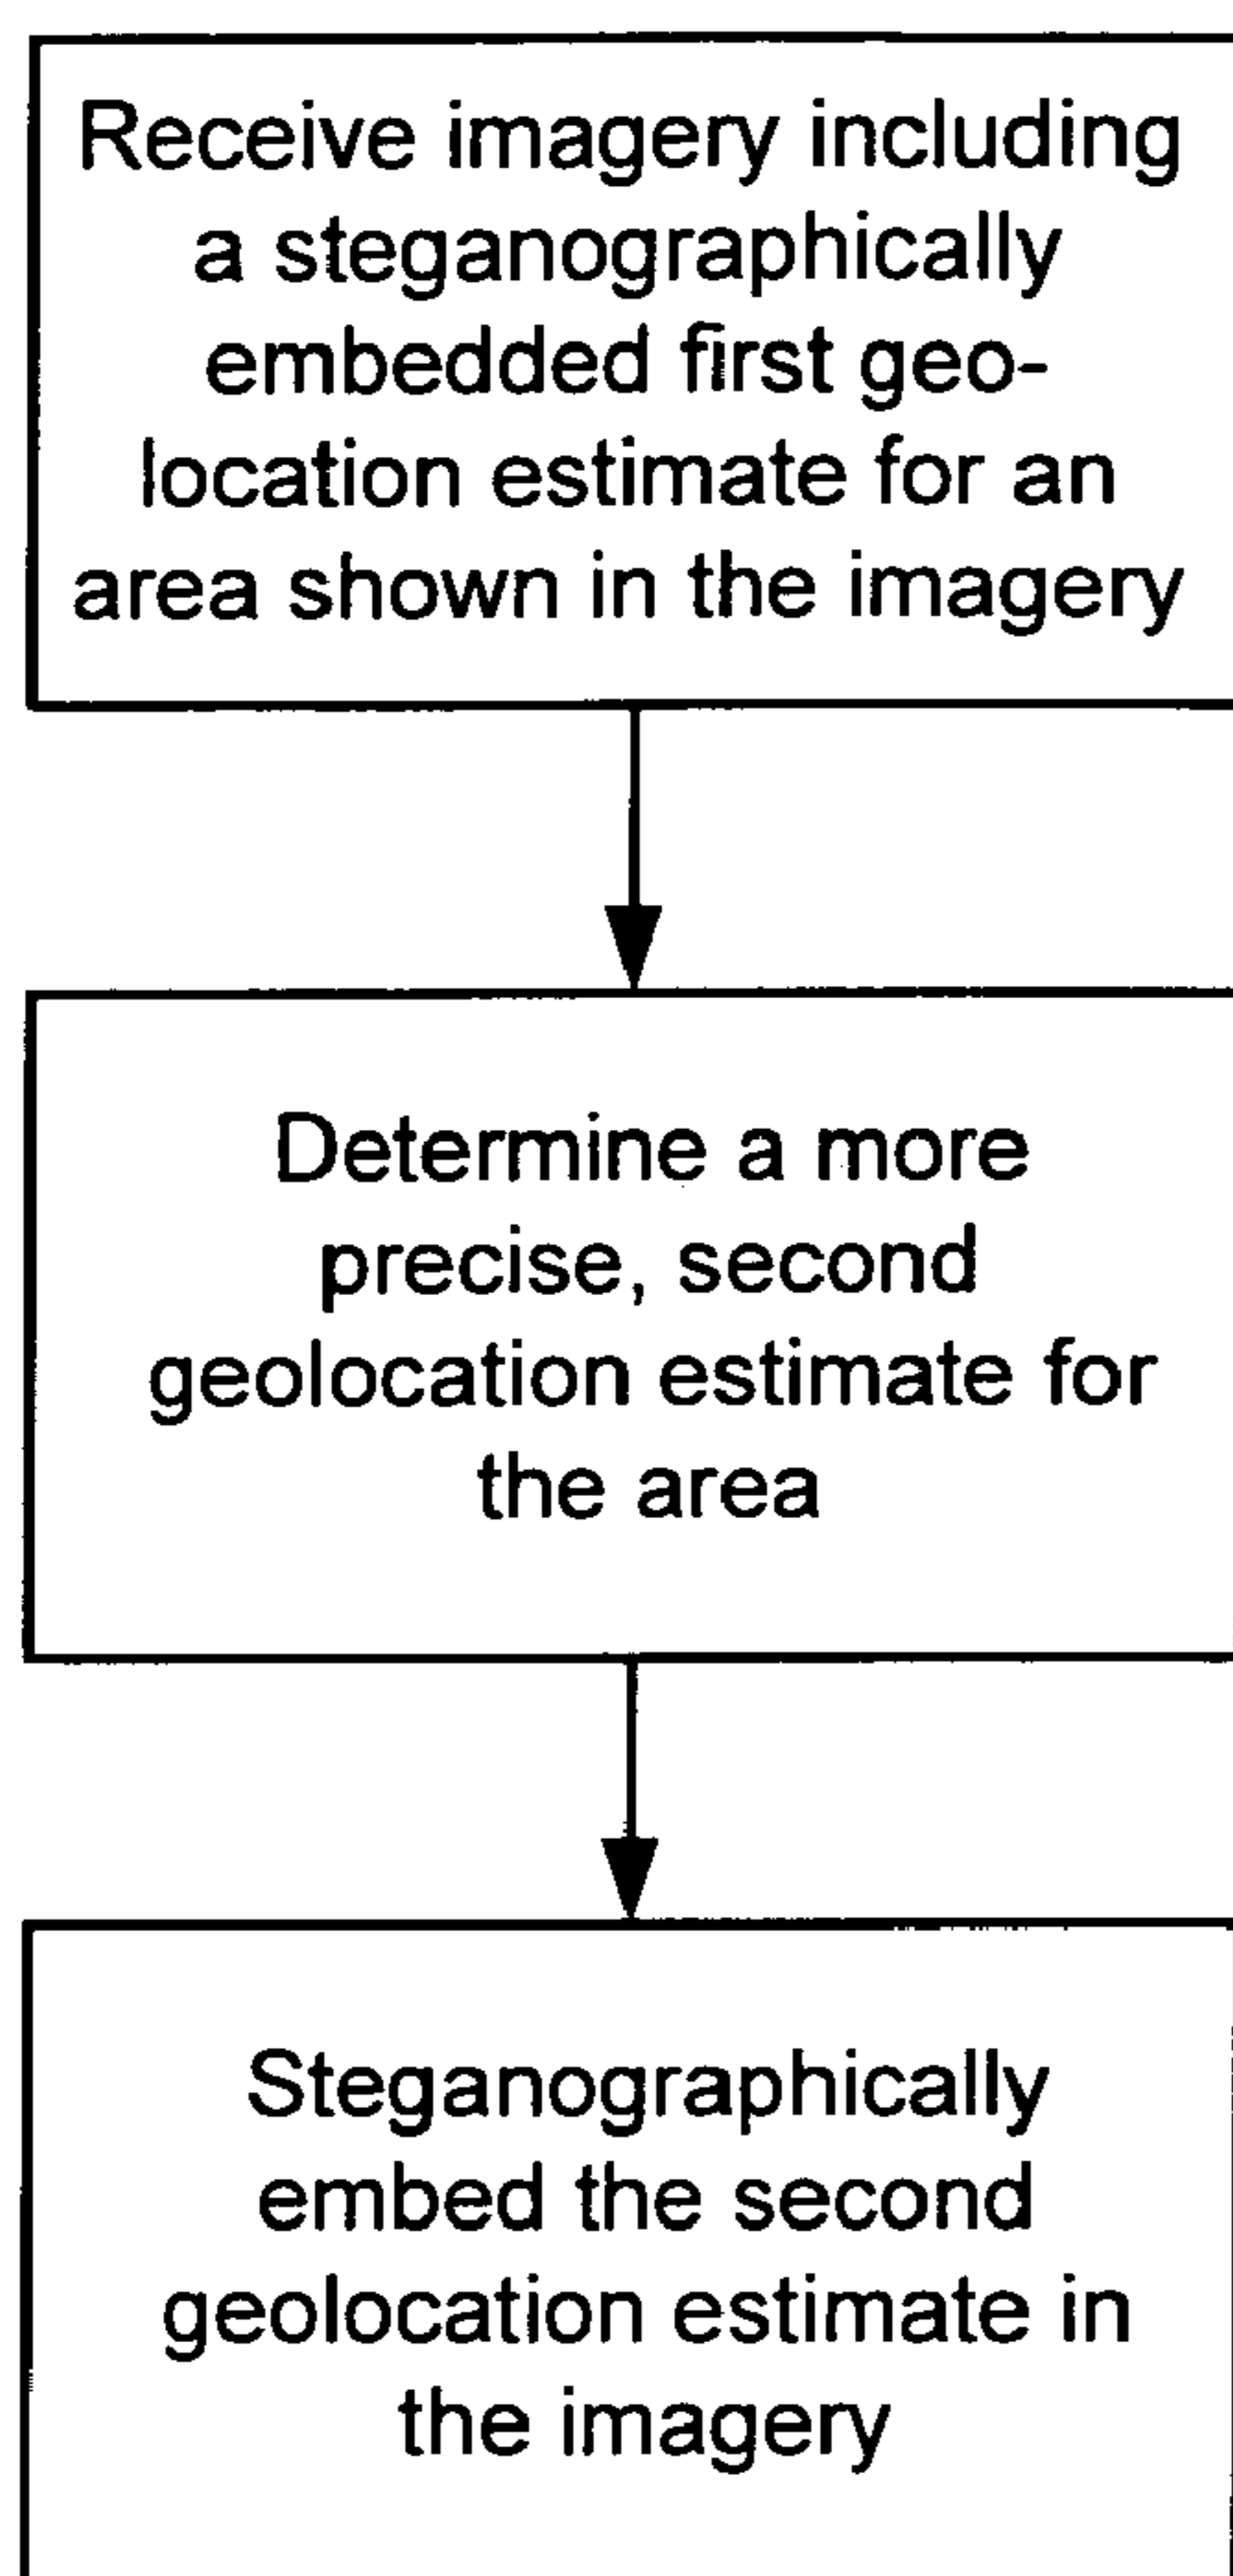 Receive imagery including
a steganographically
embedded first geo-
location estimate for an
area shown in the imagery
Determine a more
precise, second
geolocation estimate for
the area
Steganographically
embed the second
geolocation estimate in
the imagery